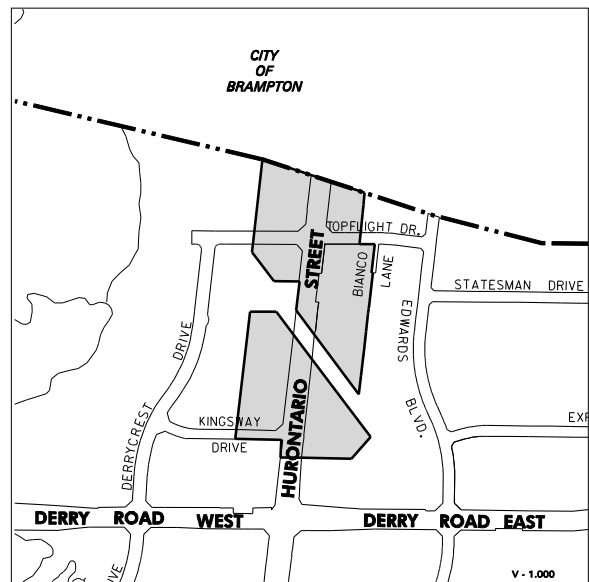 CITY
OF
BRAMPTON
TOPFLIGHT DR.
STREET
BIANCO
LANE
STATESMAN DRIVE
EDWARDS
BLVD.
DRIVE
DERRYCREST
KINGSWAY
DRIVE
HURONTARIO
DERRY ROAD WEST
DERRY ROAD EAST
V - 1.000